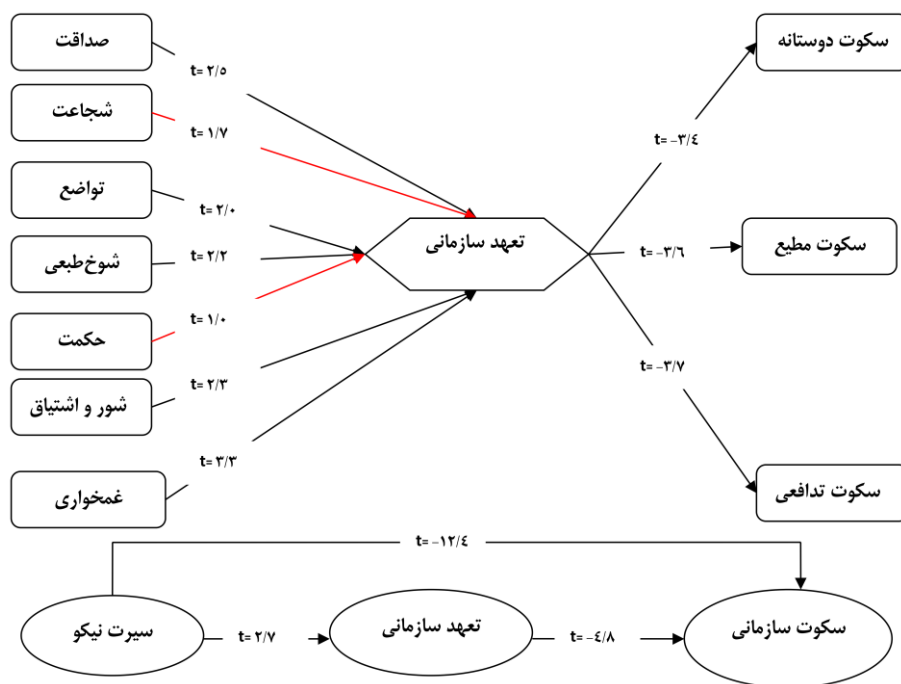 صداقت
t= ۲/٥
شجاعت
t= ۱/۷
تواضع
t= ۲/۰
شوخ‌طبعی
t= ۲/۲
حکمت
t= ۱/۰
شور و اشتیاق
t= ۲/۳
غمخواری
t= ۳/۳
تعهد سازمانی
سکوت دوستانه
t= –۳/٤
سکوت مطیع
t= –۳/٦
سکوت تدافعی
t= –۳/۷
t= –۱۲/٤
سیرت نیکو
t= ۲/۷
تعهد سازمانی
t= –٤/۸
سکوت سازمانی